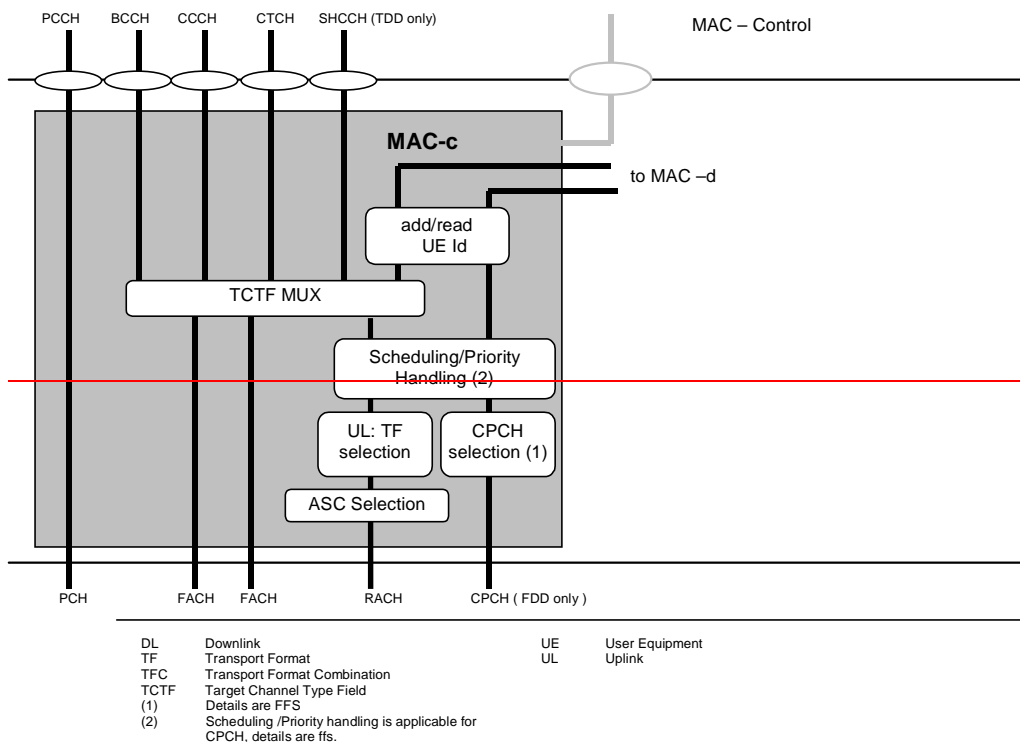 PCCH BCCH CCCH CTCH SHCCH (TDD only)
MAC – Control
MAC-c
to MAC –d
add/read
UE Id
TCTF MUX
Scheduling/Priority
Handling (2)
UL: TF
selection
CPCH
selection (1)
ASC Selection
PCH FACH FACH RACH CPCH ( FDD only )
DL Downlink UE User Equipment
TF Transport Format UL Uplink
TFC Transport Format Combination
TCTF Target Channel Type Field
(1) Details are FFS
(2) Scheduling /Priority handling is applicable for
CPCH, details are ffs.